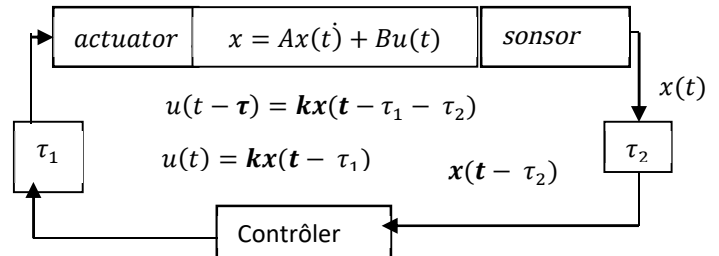 actuator x = Ax(ṫ) + Bu(t) sonsor
x(t)
u(t − τ) = kx(t − τ₁ − τ₂)
τ₁ u(t) = kx(t − τ₁) x(t − τ₂) τ₂
Contrôler